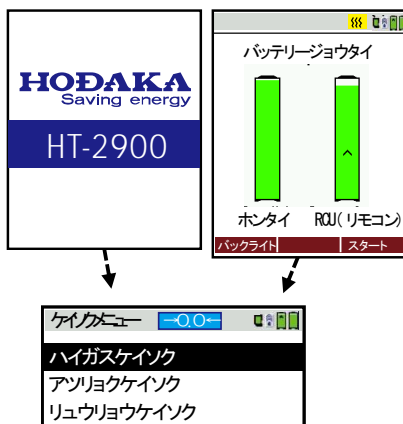 HODAKA
Saving energy
HT-2900
バッテリージョウタイ
ホンタイ RCU(リモコン)
バックライト スタート
ケイソクメニュー →0.0←
ハイガスケイソク
アツリョクケイソク
リュウリョウケイソク